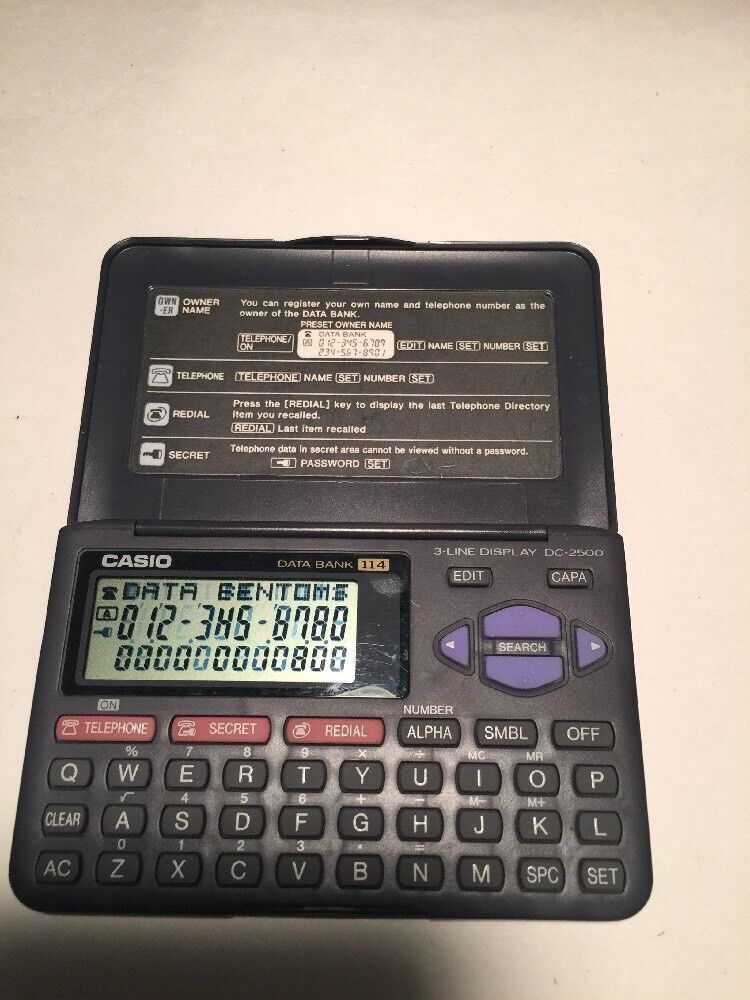 OWN-ER OWNER NAME You can register your own name and telephone number as the owner of the DATA BANK.
PRESET OWNER NAME
TELEPHONE/ON DATA BANK EDIT NAME SET NUMBER SET
A 012-345-6789
234-567-8901
TELEPHONE TELEPHONE NAME SET NUMBER SET
REDIAL Press the [REDIAL] key to display the last Telephone Directory
item you recalled.
REDIAL Last item recalled
SECRET Telephone data in secret area cannot be viewed without a password.
PASSWORD SET
CASIO DATA BANK 114 3-LINE DISPLAY DC-2500
EDIT CAPA
DATA
A 012-
SEARCH
ON NUMBER
TELEPHONE SECRET REDIAL ALPHA SMBL OFF
% 7 8 9 × ÷ MC MR
Q W E R T Y U I O P
√ 4 5 6 + − M− M+
CLEAR A S D F G H J K L
0 1 2 3 . =
AC Z X C V B N M SPC SET